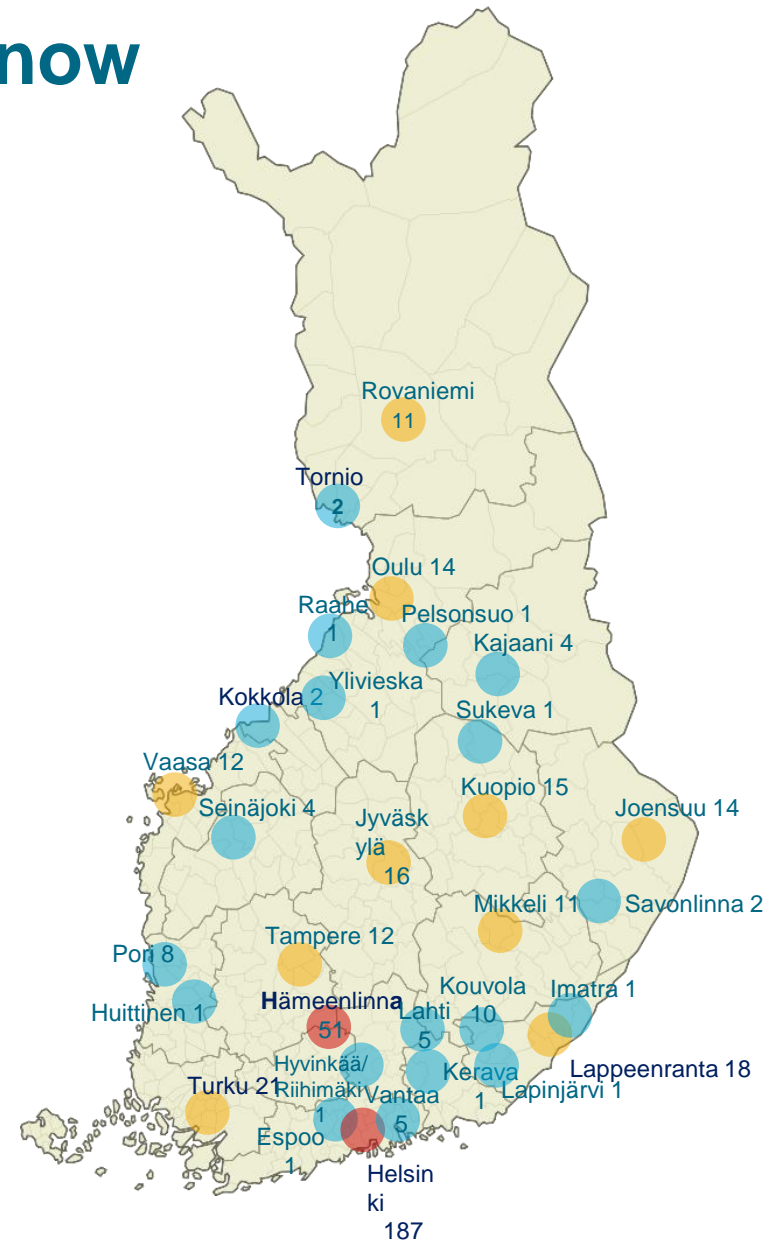 now
Rovaniemi
11
Tornio
2
Oulu 14
Raahe
1
Pelsonsuo 1
Kajaani 4
Ylivieska
1
Kokkola 2
Sukeva 1
Vaasa 12
Kuopio 15
Seinäjoki 4
Joensuu 14
Jyväsk
ylä
16
Mikkeli 11
Savonlinna 2
Tampere 12
Pori 8
Kouvola
10
Imatra 1
Hämeenlinna
51
Huittinen 1
Lahti
5
Hyvinkää/
Riihimäki
1
Kerava
1
Lappeenranta 18
Lapinjärvi 1
Turku 21
Vantaa
5
Espoo
1
Helsin
ki
187